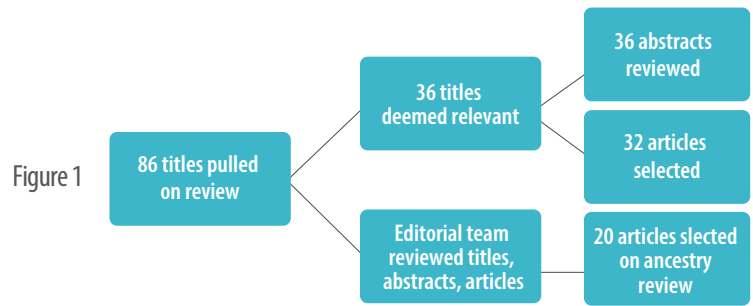 Figure 1
86 titles pulled
on review
36 titles
deemed relevant
36 abstracts
reviewed
32 articles
selected
Editorial team
reviewed titles,
abstracts, articles
20 articles slected
on ancestry
review